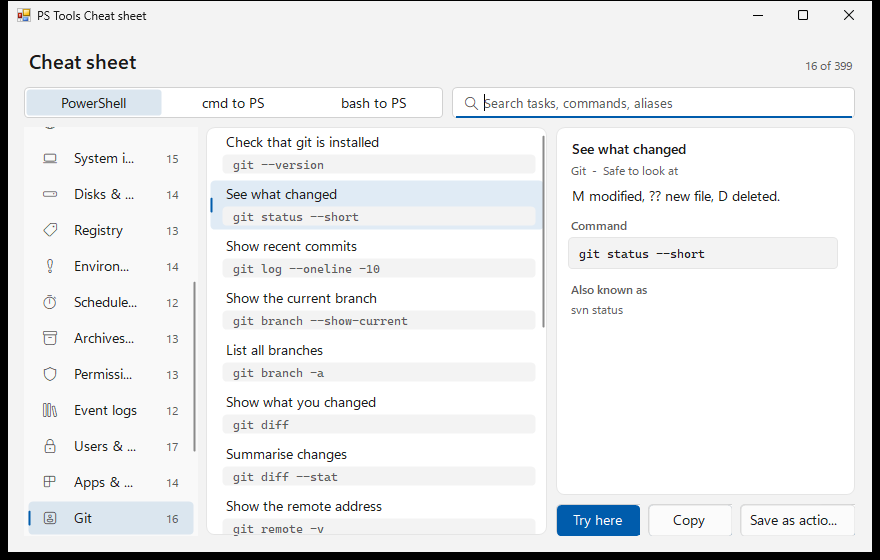 PS Tools Cheat sheet
Cheat sheet
16 of 399
PowerShell
cmd to PS
bash to PS
Search tasks, commands, aliases
System i... 15
Disks & ... 14
Registry 13
Environ... 14
Schedule... 12
Archives... 13
Permissi... 13
Event logs 12
Users & ... 17
Apps & ... 14
Git 16
Check that git is installed
git --version
See what changed
git status --short
Show recent commits
git log --oneline -10
Show the current branch
git branch --show-current
List all branches
git branch -a
Show what you changed
git diff
Summarise changes
git diff --stat
Show the remote address
git remote -v
See what changed
Git - Safe to look at
M modified, ?? new file, D deleted.
Command
git status --short
Also known as
svn status
Try here
Copy
Save as actio...